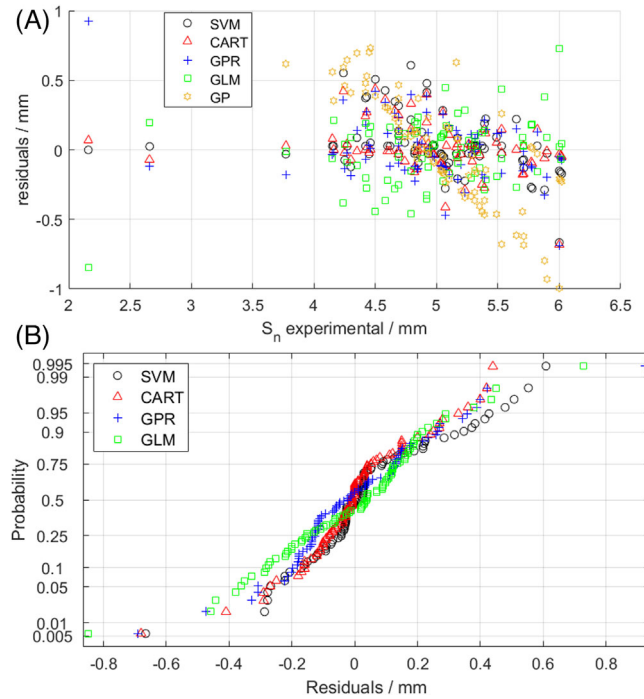 (A)
SVM
CART
GPR
GLM
GP
1
0.5
0
-0.5
-1
residuals / mm
2 2.5 3 3.5 4 4.5 5 5.5 6 6.5
S_n experimental / mm
(B)
SVM
CART
GPR
GLM
0.995
0.99
0.95
0.9
0.75
0.5
0.25
0.1
0.05
0.01
0.005
Probability
-0.8 -0.6 -0.4 -0.2 0 0.2 0.4 0.6 0.8
Residuals / mm